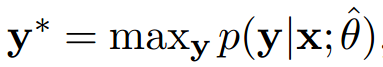 y* = max_y p(y|x; θ̂).